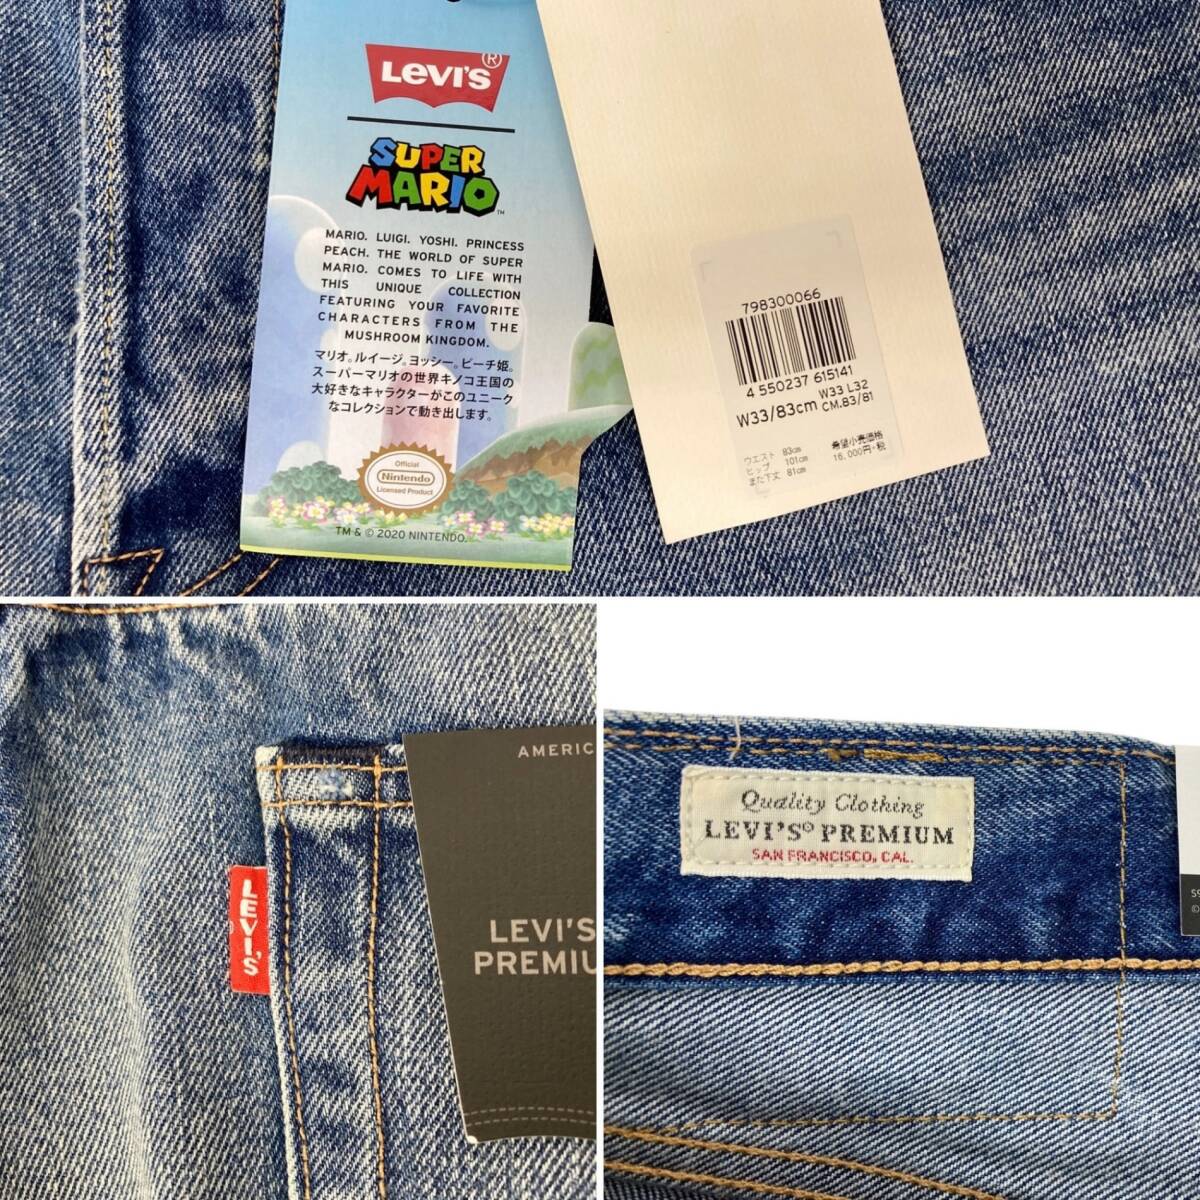 LEVI'S®
SUPER
MARIO™
MARIO. LUIGI. YOSHI. PRINCESS
PEACH. THE WORLD OF SUPER
MARIO. COMES TO LIFE WITH
THIS UNIQUE COLLECTION
FEATURING YOUR FAVORITE
CHARACTERS FROM THE
MUSHROOM KINGDOM.
マリオ。ルイージ。ヨッシー。ピーチ姫。
スーパーマリオの世界キノコ王国の
大好きなキャラクターがこのユニーク
なコレクションで動き出します。
Official
Nintendo
Licensed Product
TM & © 2020 NINTENDO.
798300066
4 550237 615141
W33/83cm
W33 L32
CM.83/81
ウエスト 83cm
ヒップ 101cm
また下丈 81cm
希望小売価格
16,000円+税
LEVI'S
AMERIC
LEVI'S
PREMIU
Quality Clothing
LEVI'S® PREMIUM
SAN FRANCISCO, CAL.